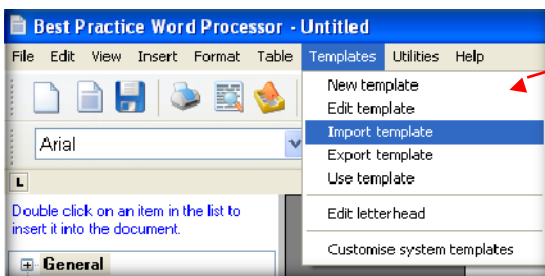 Best Practice Word Processor - Untitled
File Edit View Insert Format Table Templates Utilities Help
New template
Edit template
Import template
Export template
Use template
Edit letterhead
Customise system templates
Arial
L
Double click on an item in the list to
insert it into the document.
General